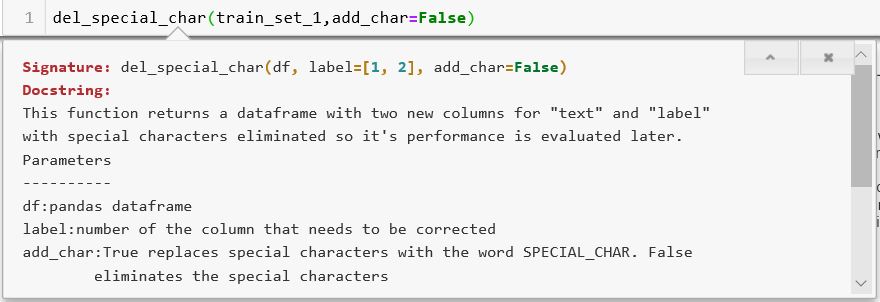 1 del_special_char(train_set_1,add_char=False)
Signature: del_special_char(df, label=[1, 2], add_char=False)
Docstring:
This function returns a dataframe with two new columns for "text" and "label"
with special characters eliminated so it's performance is evaluated later.
Parameters
----------
df:pandas dataframe
label:number of the column that needs to be corrected
add_char:True replaces special characters with the word SPECIAL_CHAR. False
eliminates the special characters